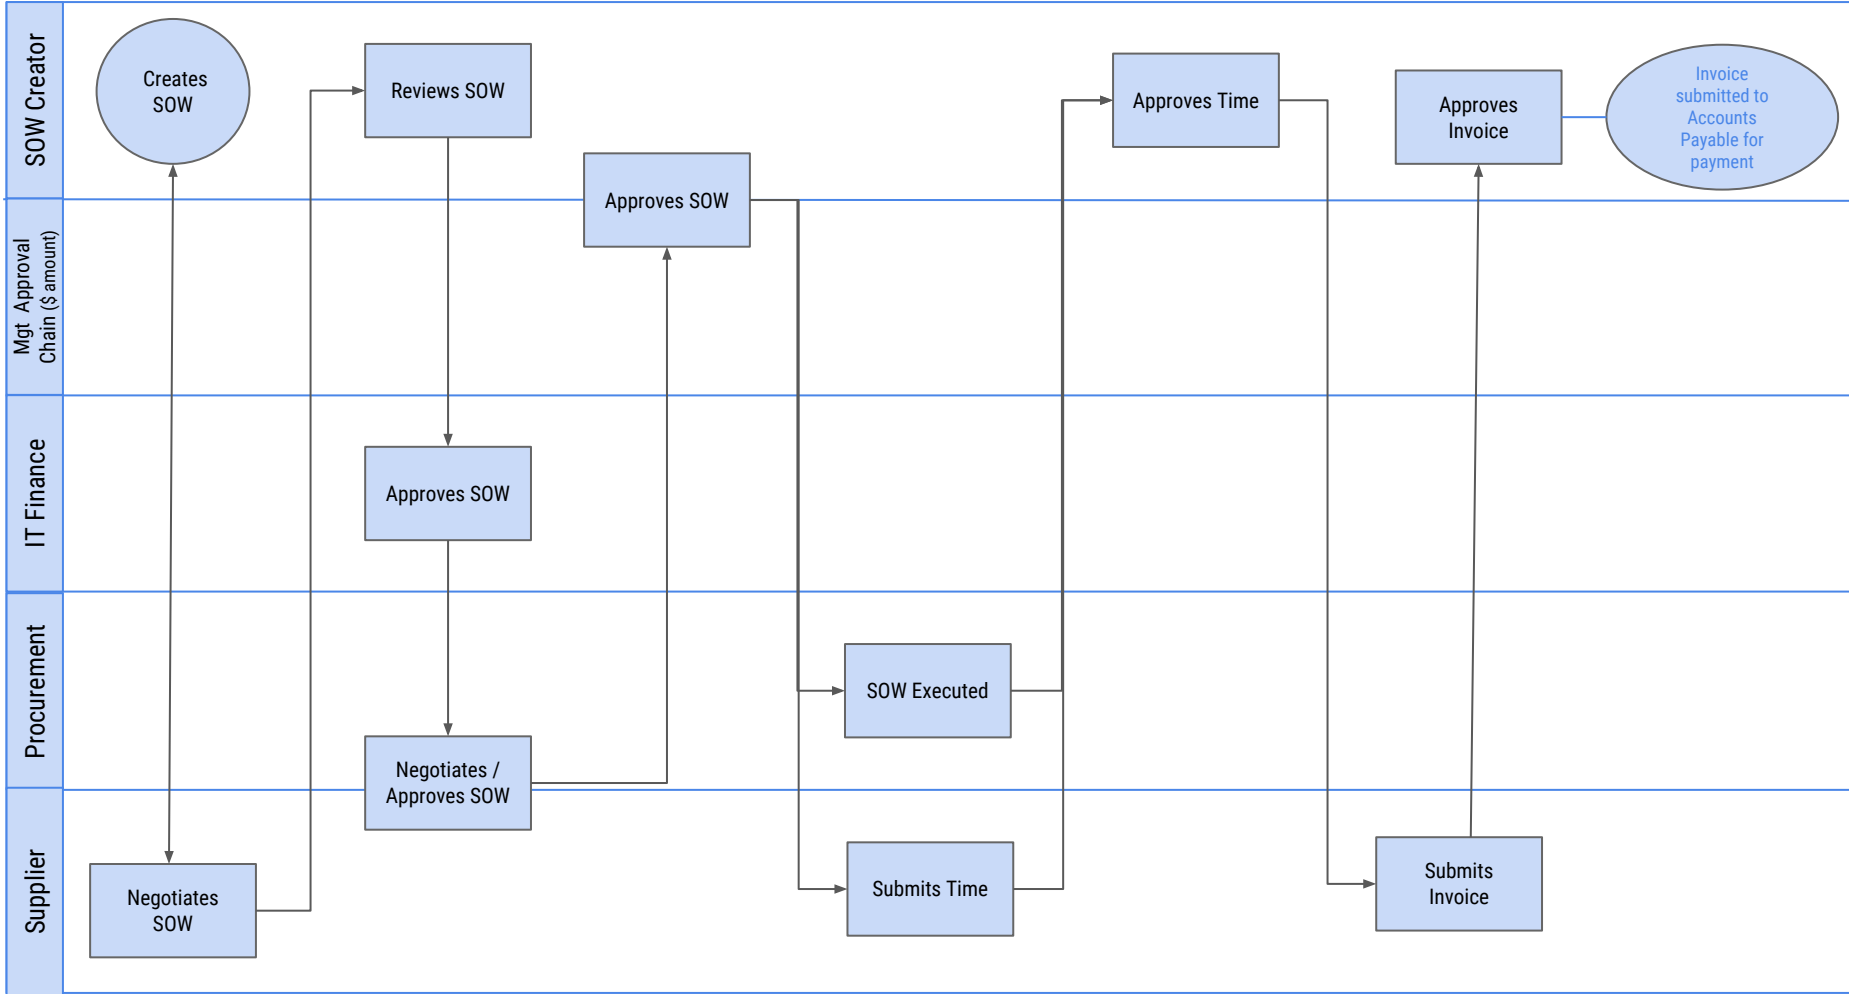 SOW Creator
Creates
SOW
Reviews SOW
Approves SOW
Approves Time
Approves
Invoice
Invoice
submitted to
Accounts
Payable for
payment
Mgt Approval
Chain ($ amount)
IT Finance
Approves SOW
Procurement
SOW Executed
Negotiates /
Approves SOW
Supplier
Negotiates
SOW
Submits Time
Submits
Invoice